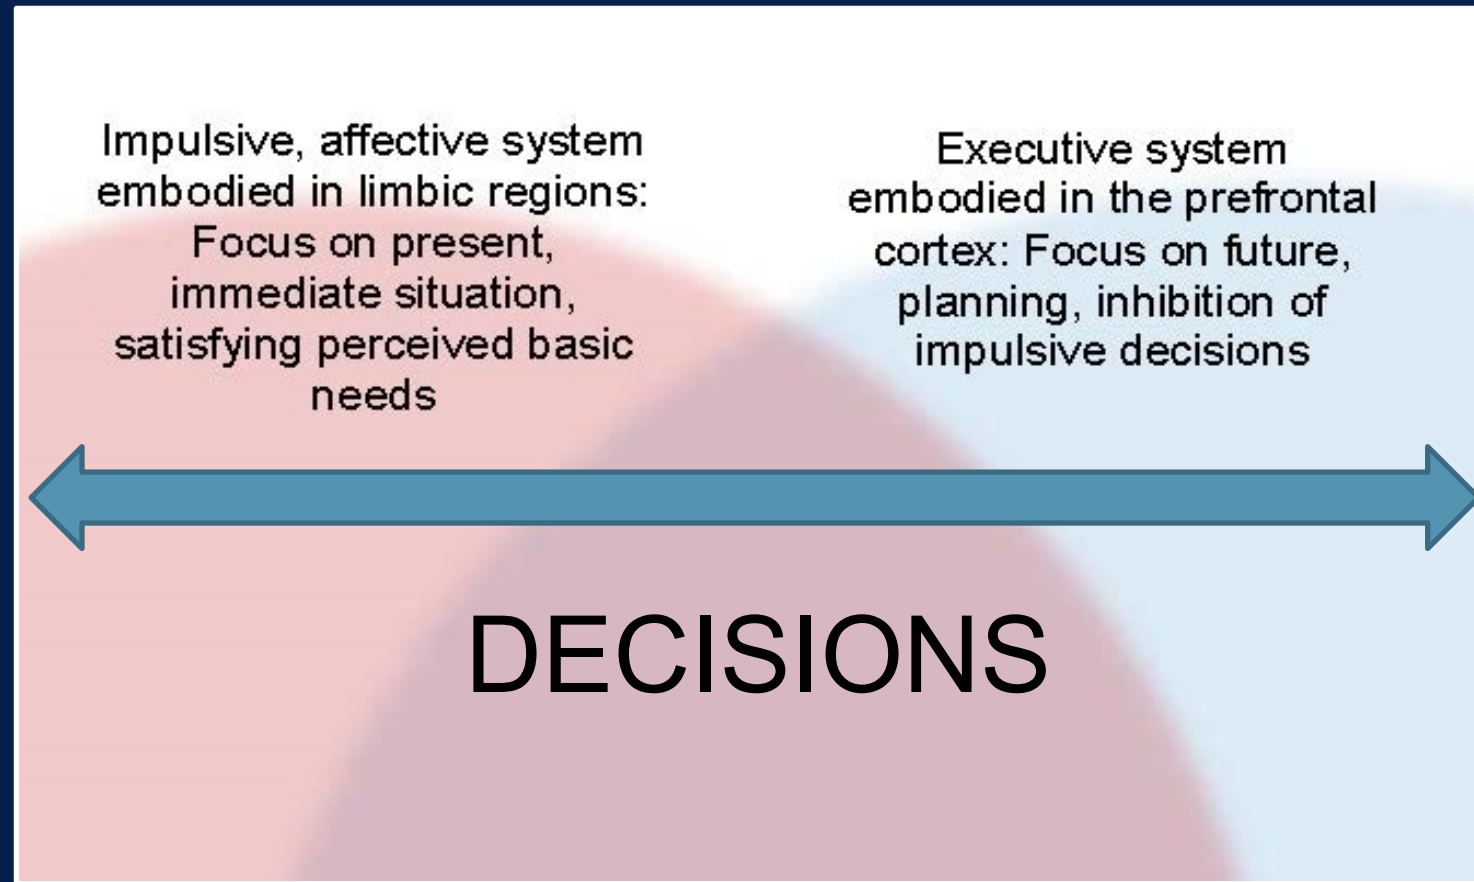 Impulsive, affective system
embodied in limbic regions:
Focus on present,
immediate situation,
satisfying perceived basic
needs
Executive system
embodied in the prefrontal
cortex: Focus on future,
planning, inhibition of
impulsive decisions
DECISIONS